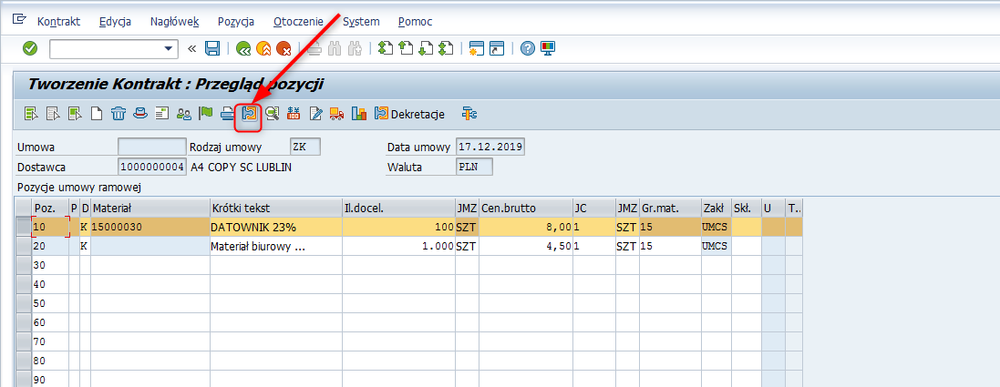 Kontrakt Edycja Nagłówek Pozycja Otoczenie System Pomoc
«
Tworzenie Kontrakt : Przegląd pozycji
Dekretacje
Umowa Rodzaj umowy ZK Data umowy 17.12.2019
Dostawca 1000000004 A4 COPY SC LUBLIN Waluta PLN
Pozycje umowy ramowej
Poz. P D Materiał Krótki tekst Il.docel. JMZ Cen.brutto JC JMZ Gr.mat. Zakł Skł. U T..
10 K 15000030 DATOWNIK 23% 100 SZT 8,00 1 SZT 15 UMCS
20 K Materiał biurowy ... 1.000 SZT 4,50 1 SZT 15 UMCS
30
40
50
60
70
80
90